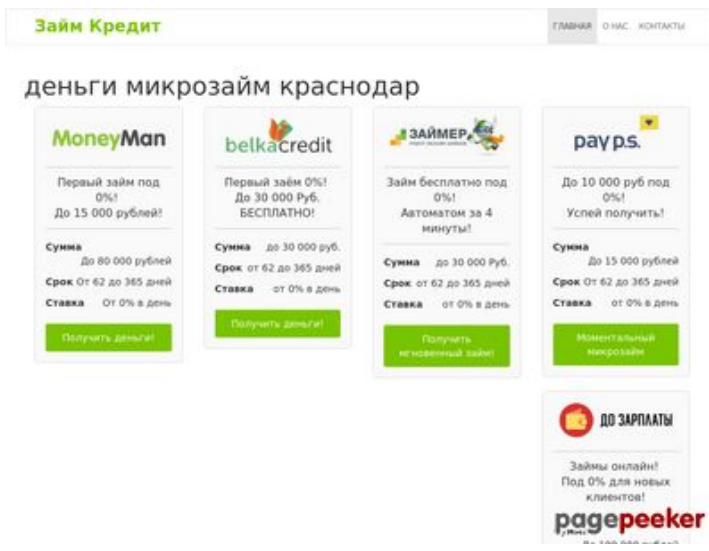 Займ Кредит
ГЛАВНАЯ О НАС КОНТАКТЫ
деньги микрозайм краснодар
MoneyMan
Первый займ под
0%!
До 15 000 рублей!
Сумма
До 80 000 рублей
Срок От 62 до 365 дней
Ставка От 0% в день
Получить деньги!
belkacredit
Первый заём 0%!
До 30 000 Руб.
БЕСПЛАТНО!
Сумма до 30 000 руб.
Срок от 62 до 365 дней
Ставка от 0% в день
Получить деньги!
ЗАЙМЕР
Займ бесплатно под
0%!
Автоматом за 4
минуты!
Сумма до 30 000 Руб.
Срок от 62 до 365 дней
Ставка от 0% в день
Получить
мгновенный займ!
pay p.s.
До 10 000 руб под
0%!
Успей получить!
Сумма
До 15 000 рублей
Срок От 62 до 365 дней
Ставка от 0% в день
Моментальный
микрозайм
ДО ЗАРПЛАТЫ
Займы онлайн!
Под 0% для новых
клиентов!
pagepeeker
До 100 000 рублей